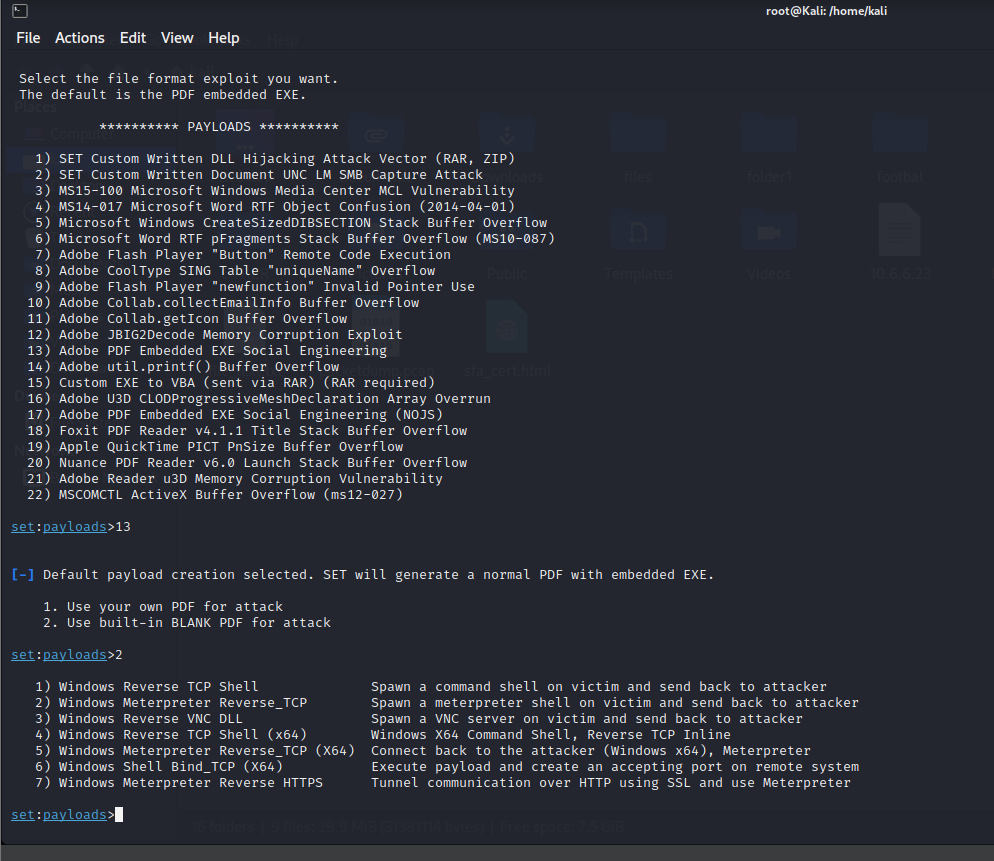 root@Kali: /home/kali
File Actions Edit View Help
Select the file format exploit you want.
The default is the PDF embedded EXE.
********** PAYLOADS **********
1) SET Custom Written DLL Hijacking Attack Vector (RAR, ZIP)
2) SET Custom Written Document UNC LM SMB Capture Attack
3) MS15-100 Microsoft Windows Media Center MCL Vulnerability
4) MS14-017 Microsoft Word RTF Object Confusion (2014-04-01)
5) Microsoft Windows CreateSizedDIBSECTION Stack Buffer Overflow
6) Microsoft Word RTF pFragments Stack Buffer Overflow (MS10-087)
7) Adobe Flash Player "Button" Remote Code Execution
8) Adobe CoolType SING Table "uniqueName" Overflow
9) Adobe Flash Player "newfunction" Invalid Pointer Use
10) Adobe Collab.collectEmailInfo Buffer Overflow
11) Adobe Collab.getIcon Buffer Overflow
12) Adobe JBIG2Decode Memory Corruption Exploit
13) Adobe PDF Embedded EXE Social Engineering
14) Adobe util.printf() Buffer Overflow
15) Custom EXE to VBA (sent via RAR) (RAR required)
16) Adobe U3D CLODProgressiveMeshDeclaration Array Overrun
17) Adobe PDF Embedded EXE Social Engineering (NOJS)
18) Foxit PDF Reader v4.1.1 Title Stack Buffer Overflow
19) Apple QuickTime PICT PnSize Buffer Overflow
20) Nuance PDF Reader v6.0 Launch Stack Buffer Overflow
21) Adobe Reader u3D Memory Corruption Vulnerability
22) MSCOMCTL ActiveX Buffer Overflow (ms12-027)
set:payloads>13
[-] Default payload creation selected. SET will generate a normal PDF with embedded EXE.
1. Use your own PDF for attack
2. Use built-in BLANK PDF for attack
set:payloads>2
1) Windows Reverse TCP Shell Spawn a command shell on victim and send back to attacker
2) Windows Meterpreter Reverse_TCP Spawn a meterpreter shell on victim and send back to attacker
3) Windows Reverse VNC DLL Spawn a VNC server on victim and send back to attacker
4) Windows Reverse TCP Shell (x64) Windows X64 Command Shell, Reverse TCP Inline
5) Windows Meterpreter Reverse_TCP (X64) Connect back to the attacker (Windows x64), Meterpreter
6) Windows Shell Bind_TCP (X64) Execute payload and create an accepting port on remote system
7) Windows Meterpreter Reverse HTTPS Tunnel communication over HTTP using SSL and use Meterpreter
set:payloads>
Places
files
folder1
Public
Templates
Videos
10.6.6.23
sfa_cert.html